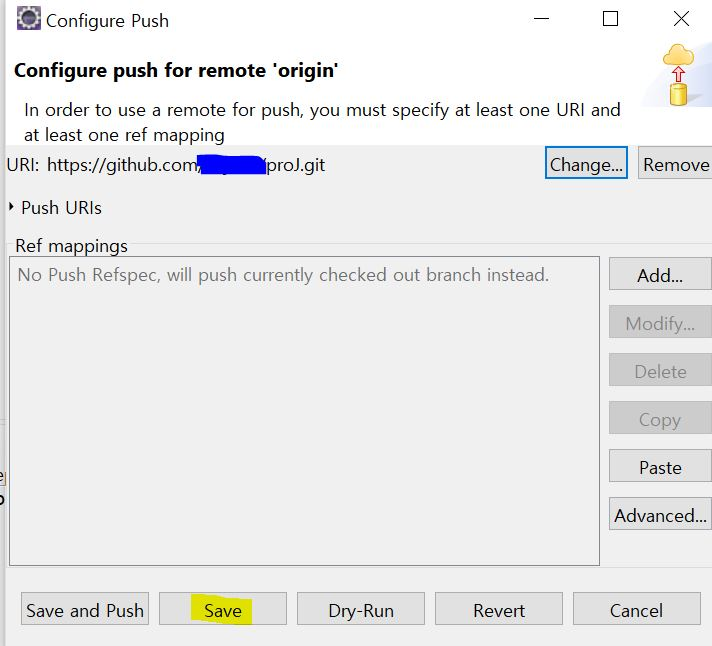 Configure Push
Configure push for remote 'origin'
In order to use a remote for push, you must specify at least one URI and
at least one ref mapping
URI: https://github.com/ /proJ.git
Change...
Remove
Push URIs
Ref mappings
No Push Refspec, will push currently checked out branch instead.
Add...
Modify...
Delete
Copy
Paste
Advanced...
Save and Push
Save
Dry-Run
Revert
Cancel